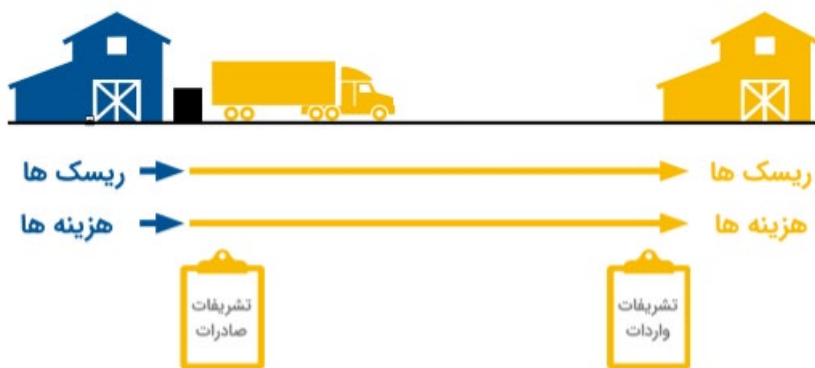 ریسک ها
ریسک ها
هزینه ها
هزینه ها
تشریفات
واردات
تشریفات
صادرات